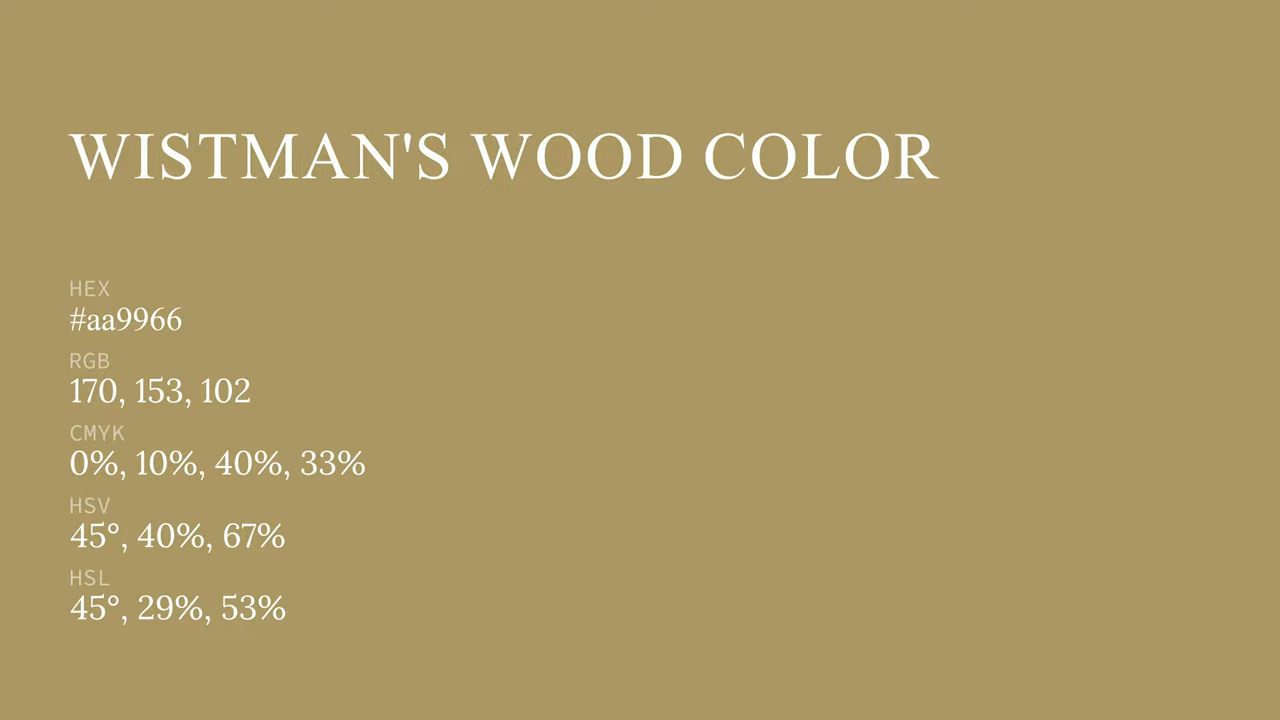 WISTMAN'S WOOD COLOR
HEX
#aa9966
RGB
170, 153, 102
CMYK
0%, 10%, 40%, 33%
HSV
45°, 40%, 67%
HSL
45°, 29%, 53%